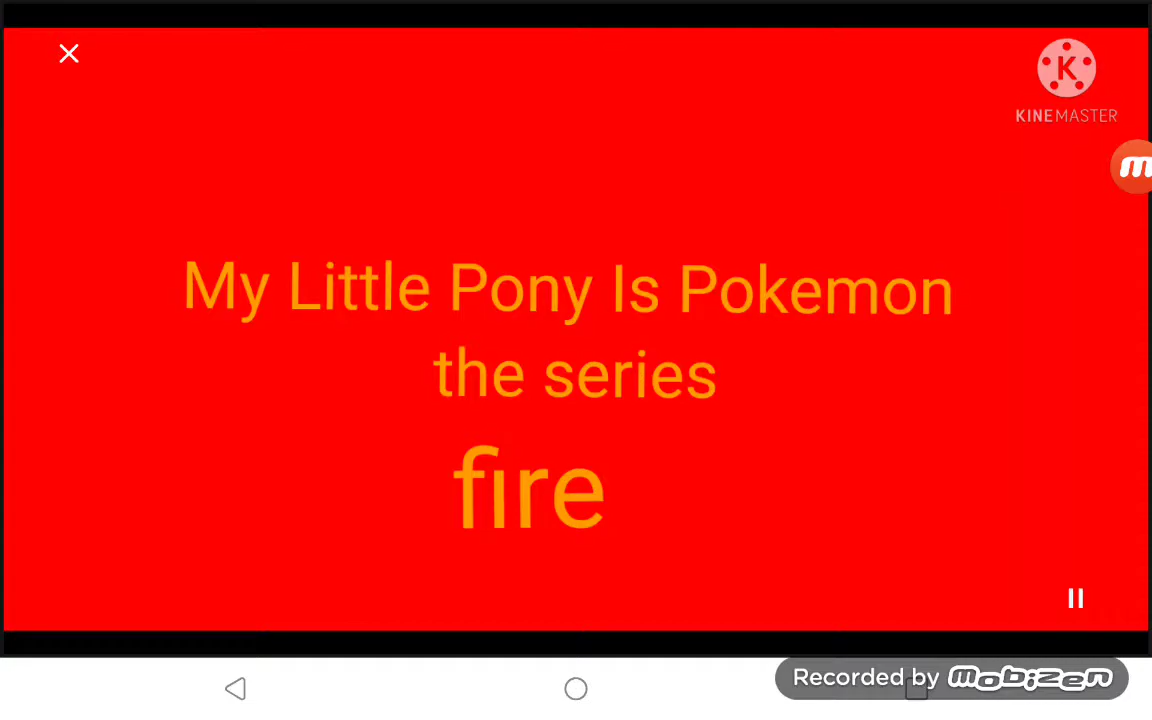 KINEMASTER
My Little Pony Is Pokemon
the series
fire
Recorded by mobizen